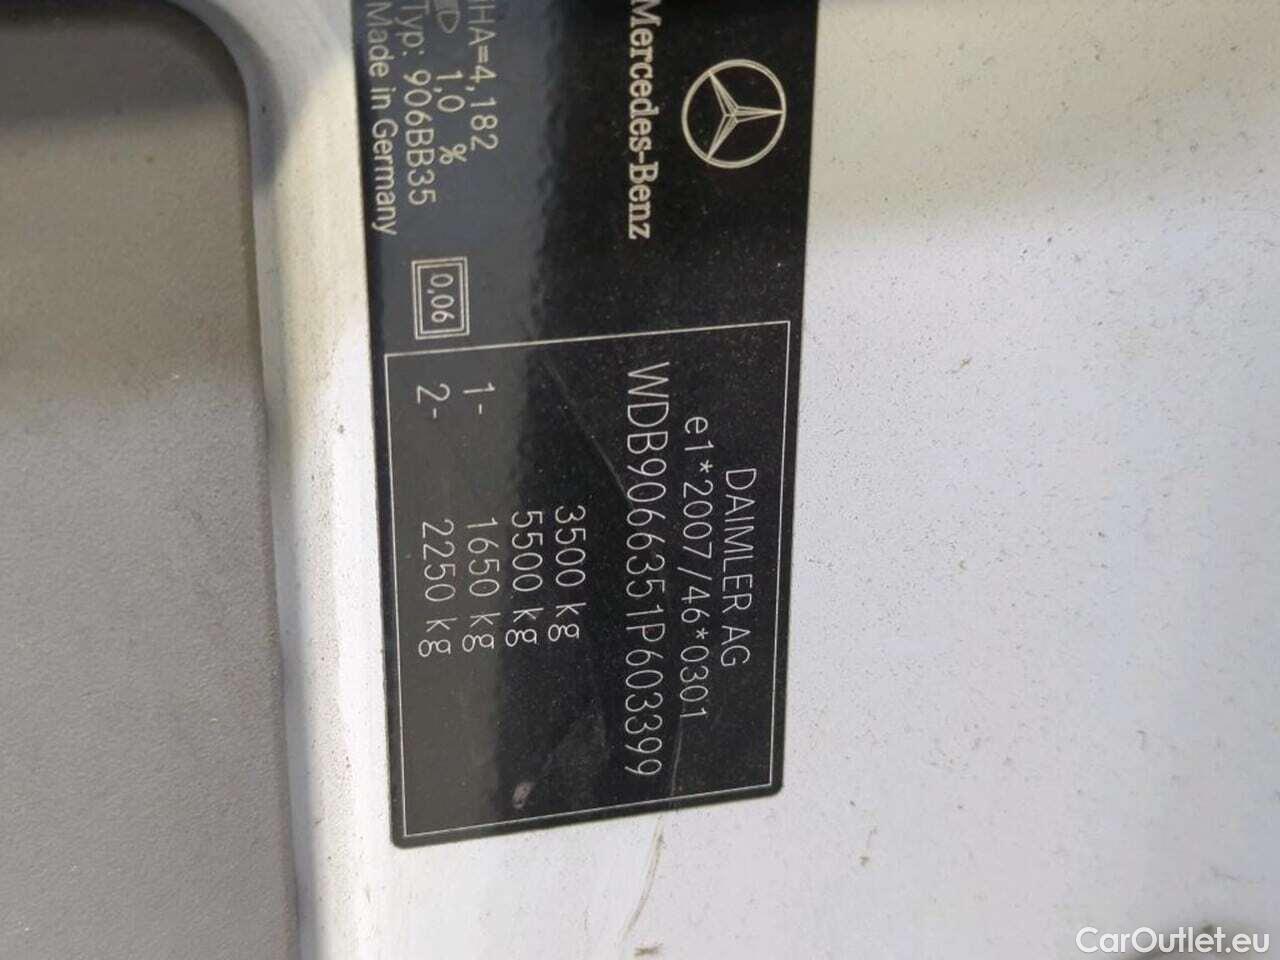 Mercedes-Benz
HA=4,182
1,0 %
Typ: 906BB35
Made in Germany
0,06
DAIMLER AG
e1*2007/46*0301
WDB9066351P603399
3500 kg
5500 kg
1- 1650 kg
2- 2250 kg
CarOutlet.eu